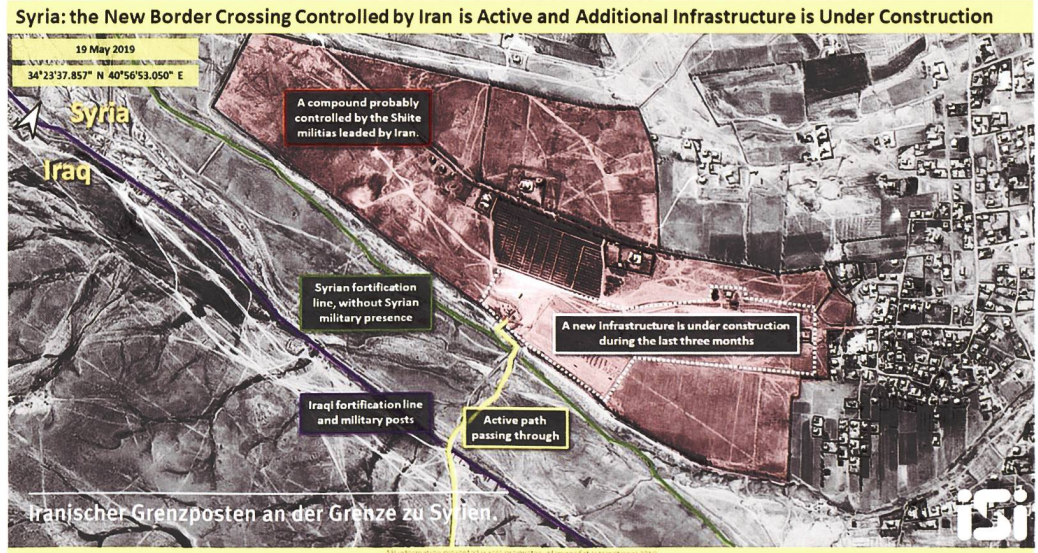 Syria: the New Border Crossing Controlled by Iran is Active and Additional Infrastructure is Under Construction
19 May 2019
34°23'37.857" N 40°56'53.050" E
Syria
Iraq
A compound probably
controlled by the Shiite
militias leaded by Iran.
Syrian fortification
line, without Syrian
military presence
A new Infrastructure is under construction
during the last three months
Iraqi fortification line
and military posts
Active path
passing through
Iranischer Grenzposten an der Grenze zu Syrien.
iSi